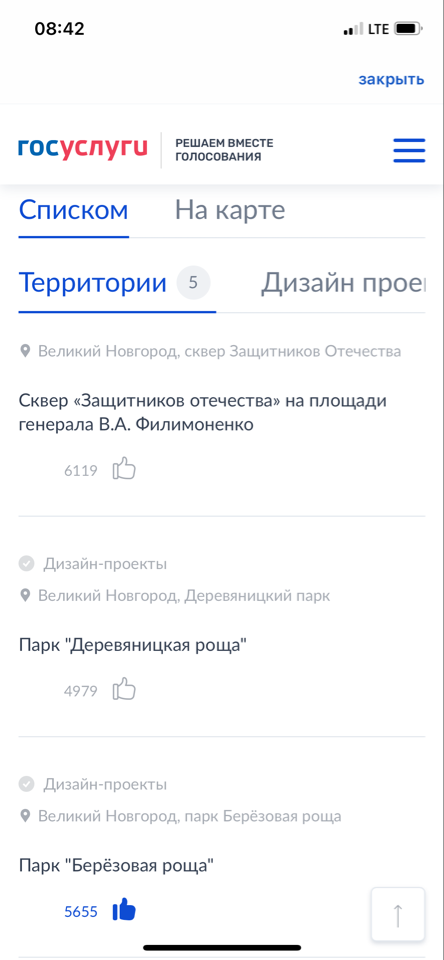 08:42
LTE
закрыть
госуслуги
РЕШАЕМ ВМЕСТЕ
ГОЛОСОВАНИЯ
Списком На карте
Территории 5 Дизайн прое
Великий Новгород, сквер Защитников Отечества
Сквер «Защитников отечества» на площади
генерала В.А. Филимоненко
6119
Дизайн-проекты
Великий Новгород, Деревяницкий парк
Парк "Деревяницкая роща"
4979
Дизайн-проекты
Великий Новгород, парк Берёзовая роща
Парк "Берёзовая роща"
5655